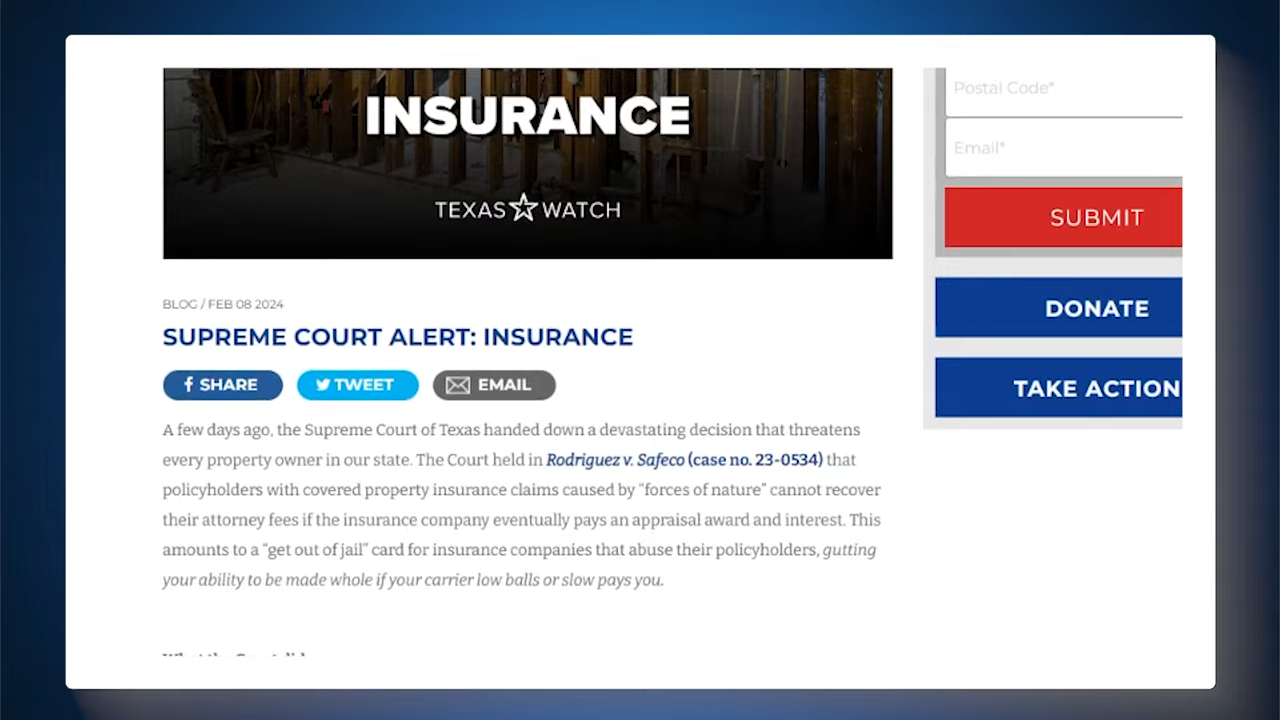 INSURANCE
TEXAS WATCH
BLOG / FEB 08 2024
SUPREME COURT ALERT: INSURANCE
SHARE
TWEET
EMAIL
A few days ago, the Supreme Court of Texas handed down a devastating decision that threatens
every property owner in our state. The Court held in Rodriguez v. Safeco (case no. 23-0534) that
policyholders with covered property insurance claims caused by “forces of nature” cannot recover
their attorney fees if the insurance company eventually pays an appraisal award and interest. This
amounts to a “get out of jail” card for insurance companies that abuse their policyholders, gutting
your ability to be made whole if your carrier low balls or slow pays you.
Postal Code*
Email*
SUBMIT
DONATE
TAKE ACTION